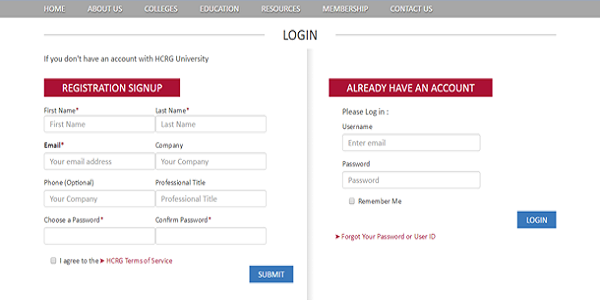 HOME ABOUT US COLLEGES EDUCATION RESOURCES MEMBERSHIP CONTACT US
LOGIN
If you don't have an account with HCRG University
REGISTRATION SIGNUP
First Name* Last Name*
First Name Last Name
Email* Company
Your email address Your Company
Phone (Optional) Professional Title
Your Company Professional Title
Choose a Password* Confirm Password*
I agree to the ➤ HCRG Terms of Service
SUBMIT
ALREADY HAVE AN ACCOUNT
Please Log in :
Username
Enter email
Password
Password
Remember Me
LOGIN
➤ Forgot Your Password or User ID